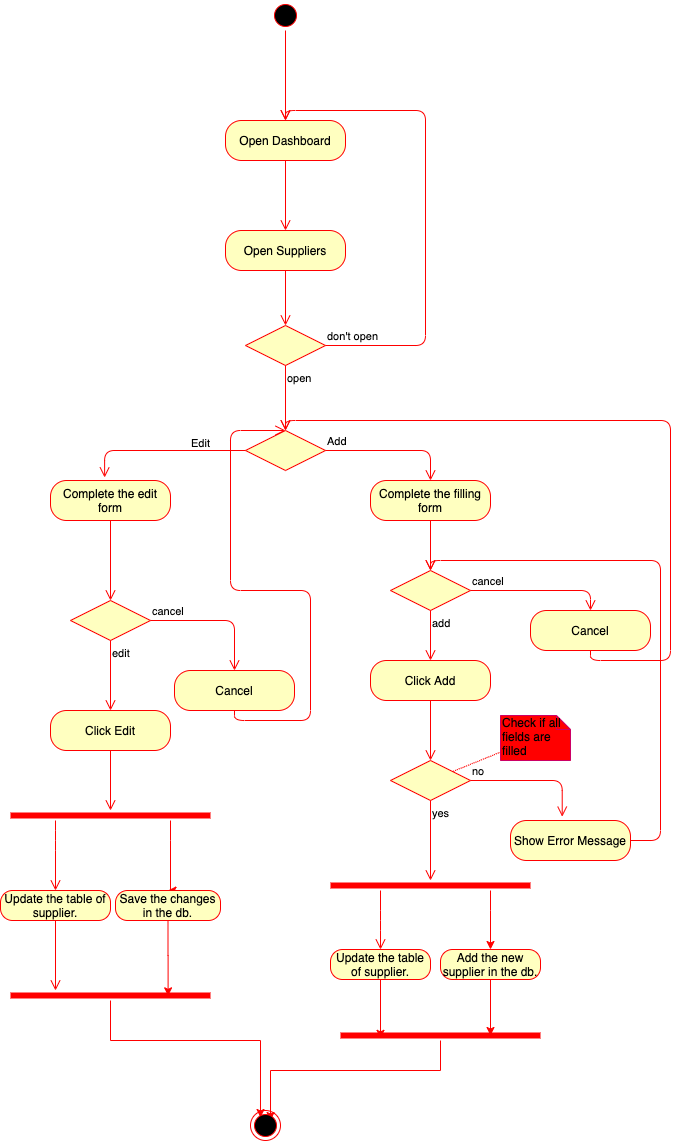 Open Dashboard
Open Suppliers
don't open
open
Edit
Add
Complete the edit
form
Complete the filling
form
cancel
cancel
add
edit
Cancel
Cancel
Click Add
Click Edit
Check if all
fields are
filled
no
yes
Show Error Message
Update the table of
supplier.
Save the changes
in the db.
Update the table
of supplier.
Add the new
supplier in the db.